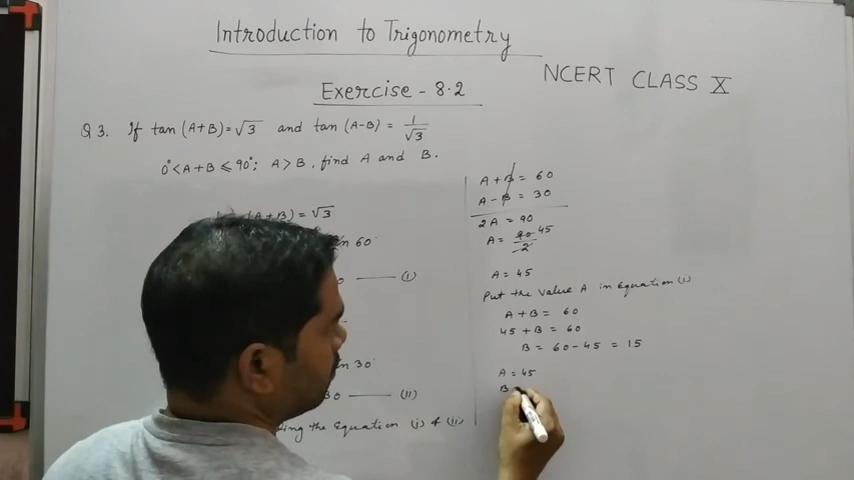 Introduction to Trigonometry
NCERT CLASS X
Exercise - 8.2
Q 3. If tan (A+B) = √3 and tan (A-B) = 1/√3
0° < A+B ⩽ 90°; A > B, find A and B.
(A+B) = √3
60°
(I)
30°
30 (II)
the Equation (i) & (ii)
A + B = 60
A - B = 30
2A = 90
A = 90/2 45
A = 45
Put the value A in Equation (i)
A + B = 60
45 + B = 60
B = 60 - 45 = 15
A = 45
B =